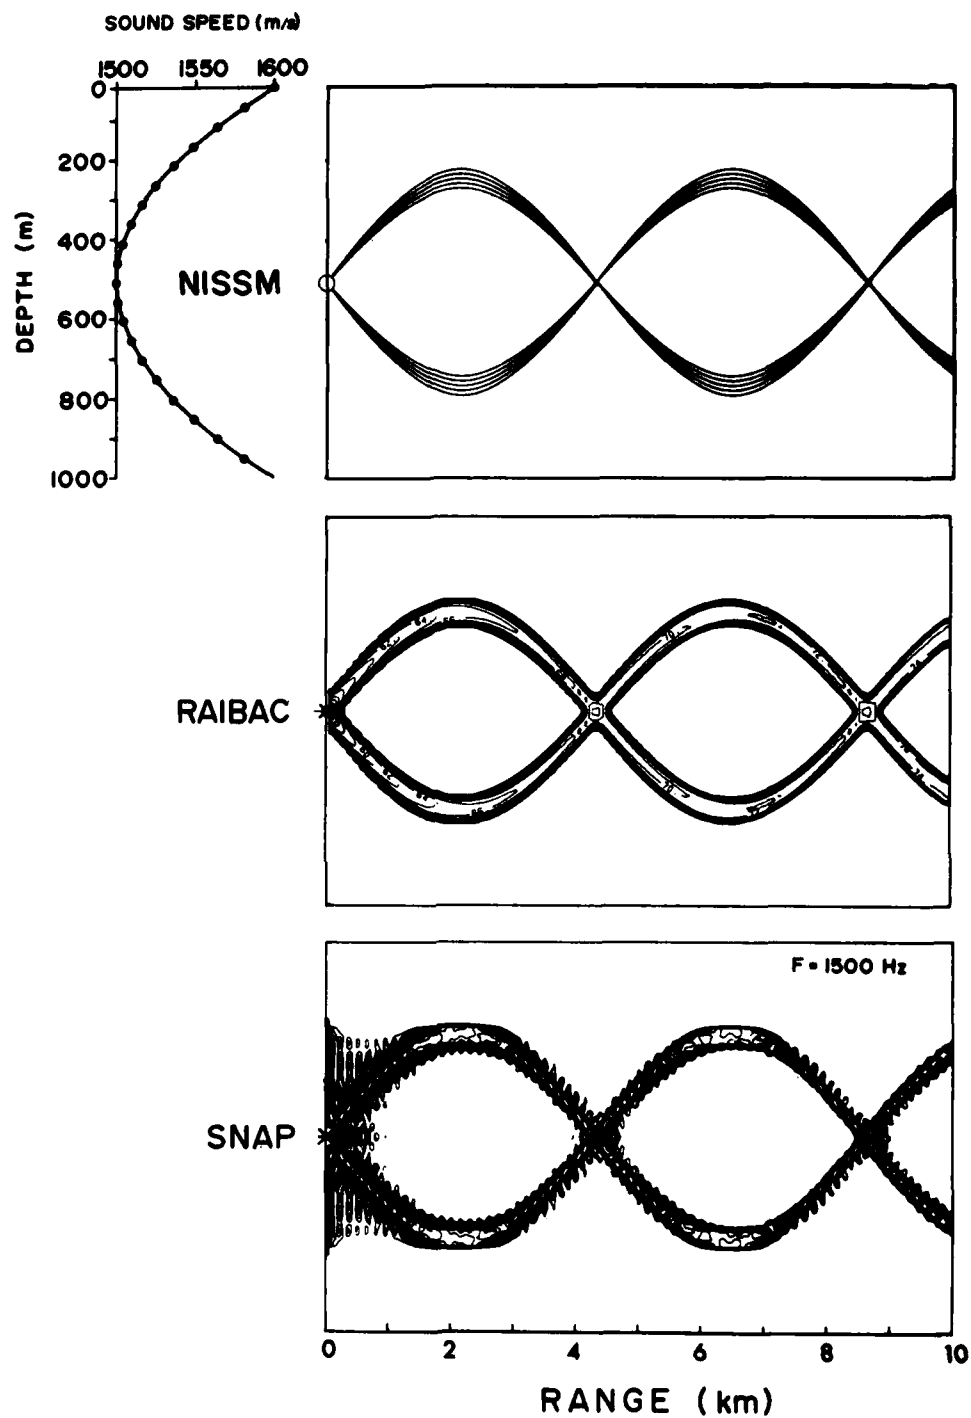 SOUND SPEED (m/s)
1500 1550 1600
0
200
400
600
800
1000
DEPTH (m)
NISSM
RAIBAC
F = 1500 Hz
SNAP
0 2 4 6 8 10
RANGE (km)